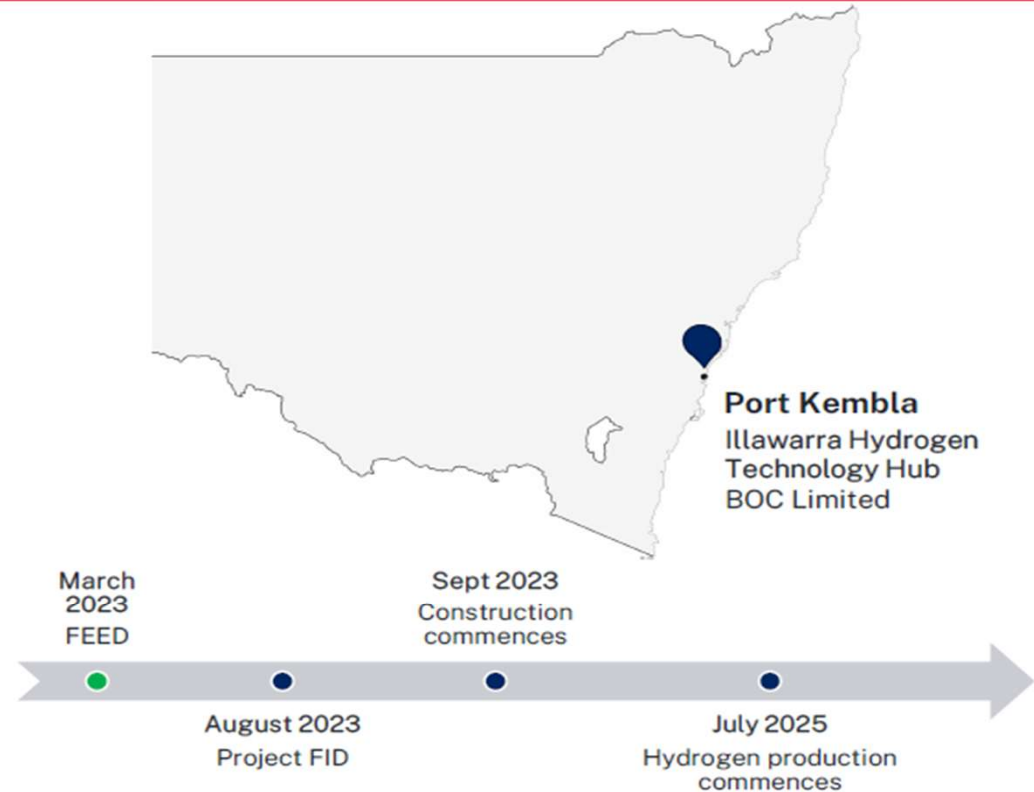 Port Kembla
Illawarra Hydrogen
Technology Hub
BOC Limited
March
2023
FEED
August 2023
Project FID
Sept 2023
Construction
commences
July 2025
Hydrogen production
commences